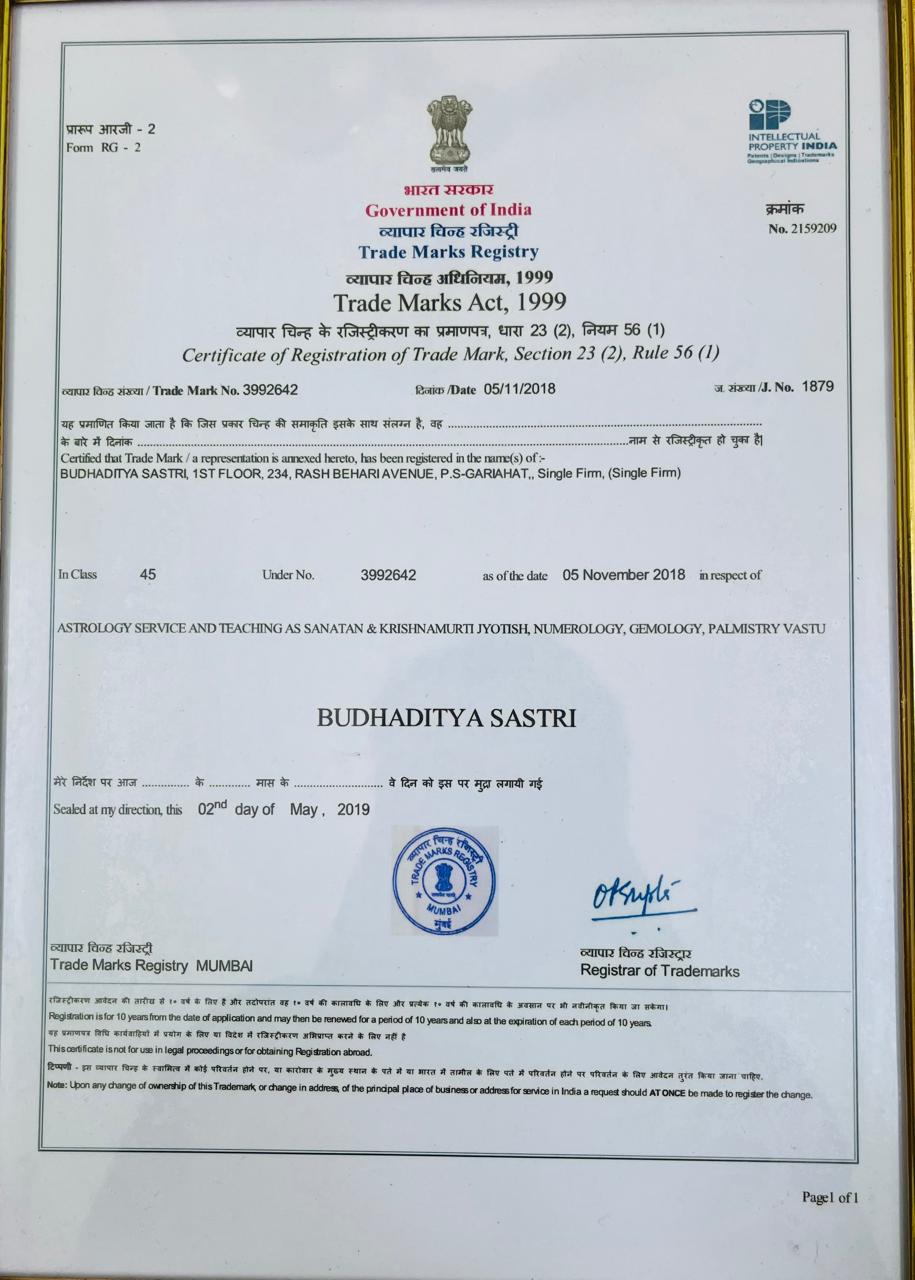 प्रारूप आरजी - 2
Form RG - 2
सत्यमेव जयते
INTELLECTUAL
PROPERTY INDIA
Patents | Designs | Trademarks
Geographical Indications
भारत सरकार
Government of India
व्यापार चिन्ह रजिस्ट्री
Trade Marks Registry
क्रमांक
No. 2159209
व्यापार चिन्ह अधिनियम, 1999
Trade Marks Act, 1999
व्यापार चिन्ह के रजिस्ट्रीकरण का प्रमाणपत्र, धारा 23 (2), नियम 56 (1)
Certificate of Registration of Trade Mark, Section 23 (2), Rule 56 (1)
व्यापार चिन्ह संख्या / Trade Mark No. 3992642 दिनांक /Date 05/11/2018 ज. संख्या /J. No. 1879
यह प्रमाणित किया जाता है कि जिस प्रकार चिन्ह की समाकृति इसके साथ संलग्न है, वह ..........
के बारे में दिनांक ..........नाम से रजिस्ट्रीकृत हो चुका है|
Certified that Trade Mark / a representation is annexed hereto, has been registered in the name(s) of :-
BUDHADITYA SASTRI, 1ST FLOOR, 234, RASH BEHARI AVENUE, P.S-GARIAHAT,, Single Firm, (Single Firm)
In Class 45 Under No. 3992642 as of the date 05 November 2018 in respect of
ASTROLOGY SERVICE AND TEACHING AS SANATAN & KRISHNAMURTI JYOTISH, NUMEROLOGY, GEMOLOGY, PALMISTRY VASTU
BUDHADITYA SASTRI
मेरे निर्देश पर आज .............. के ............ मास के .......................... वे दिन को इस पर मुद्रा लगायी गई
Sealed at my direction, this 02nd day of May , 2019
व्यापार चिन्ह रजिस्ट्री
TRADE MARKS REGISTRY
MUMBAI
मुंबई
व्यापार चिन्ह रजिस्ट्री
Trade Marks Registry MUMBAI
व्यापार चिन्ह रजिस्ट्रार
Registrar of Trademarks
रजिस्ट्रीकरण आवेदन की तारीख से १० वर्ष के लिए है और तदोपरांत वह १० वर्ष की कालावधि के लिए और प्रत्येक १० वर्ष की कालावधि के अवसान पर भी नवीनीकृत किया जा सकेगा।
Registration is for 10 years from the date of application and may then be renewed for a period of 10 years and also at the expiration of each period of 10 years.
यह प्रमाणपत्र विधि कार्यवाहियों में प्रयोग के लिए या विदेश में रजिस्ट्रीकरण अभिप्राप्त करने के लिए नहीं है
This certificate is not for use in legal proceedings or for obtaining Registration abroad.
टिप्पणी - इस व्यापार चिन्ह के स्वामित्व में कोई परिवर्तन होने पर, या कारोबार के मुख्य स्थान के पते में या भारत में तामील के लिए पते में परिवर्तन होने पर परिवर्तन के लिए आवेदन तुरंत किया जाना चाहिए.
Note: Upon any change of ownership of this Trademark, or change in address, of the principal place of business or address for service in India a request should AT ONCE be made to register the change.
Page1 of 1